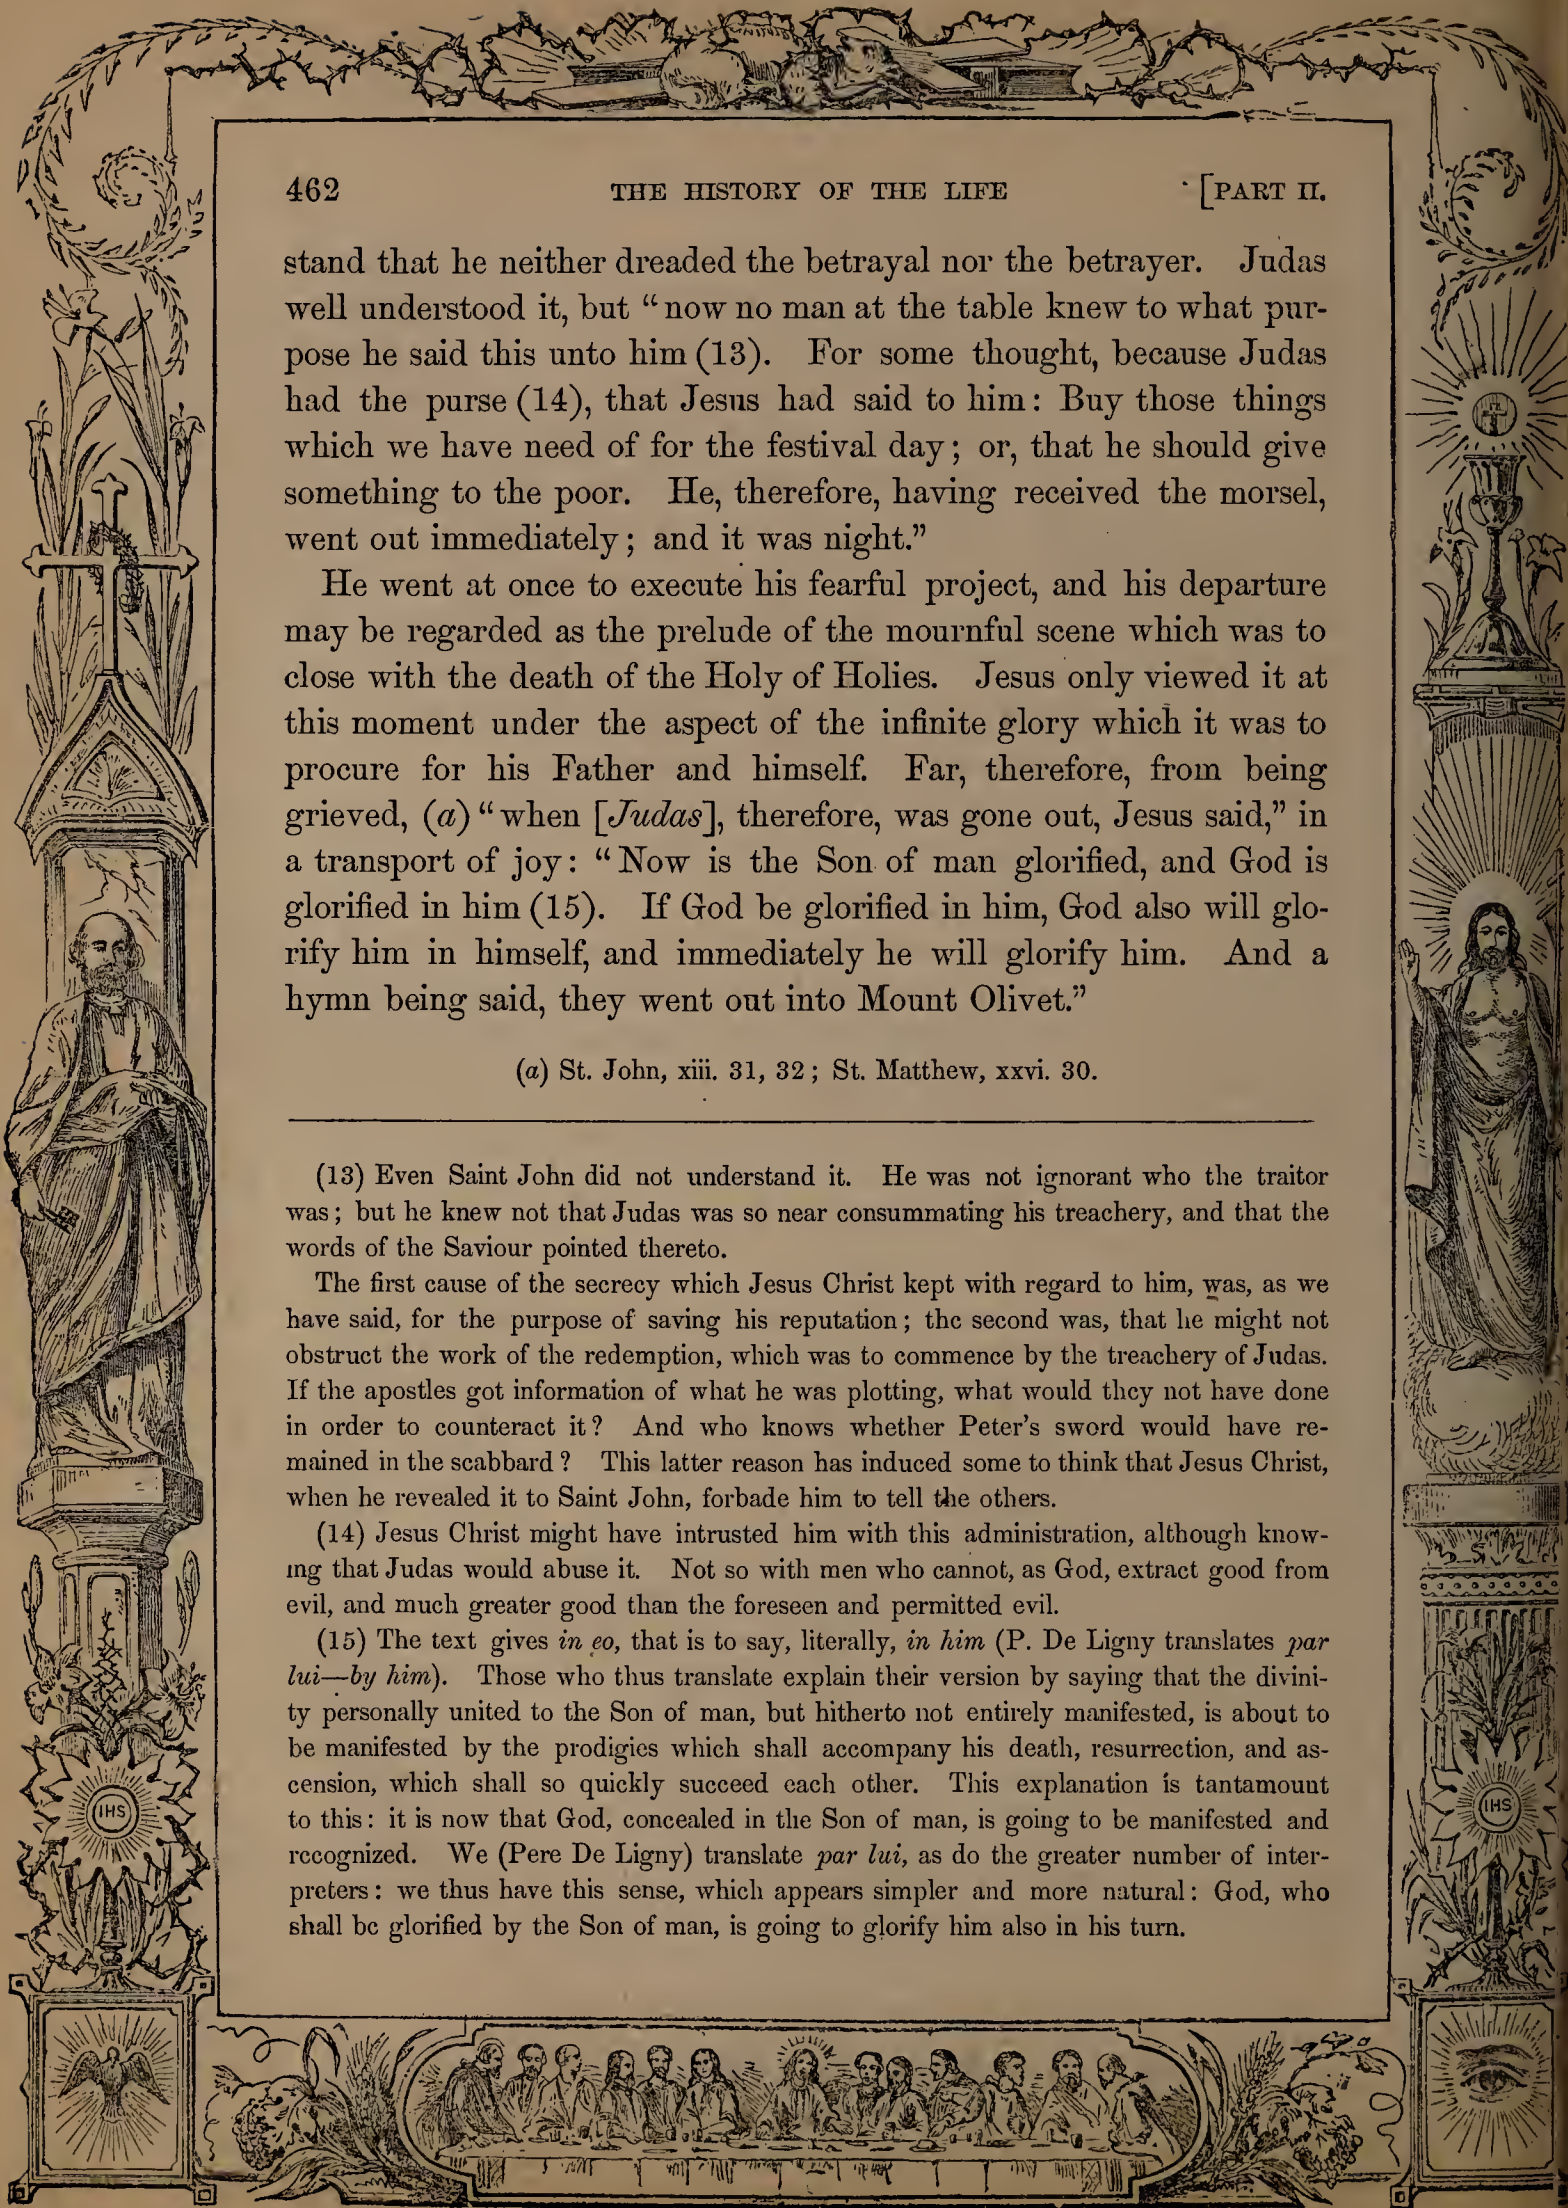 462 THE HISTORY OF THE LIFE [PART II.
stand that he neither dreaded the betrayal nor the betrayer. Judas
well understood it, but “now no man at the table knew to what pur-
pose he said this unto him (13). For some thought, because Judas
had the purse (14), that Jesus had said to him: Buy those things
which we have need of for the festival day; or, that he should give
something to the poor. He, therefore, having received the morsel,
went out immediately; and it was night.”
He went at once to execute his fearful project, and his departure
may be regarded as the prelude of the mournful scene which was to
close with the death of the Holy of Holies. Jesus only viewed it at
this moment under the aspect of the infinite glory which it was to
procure for his Father and himself. Far, therefore, from being
grieved, (a) “when [Judas], therefore, was gone out, Jesus said,” in
a transport of joy: “Now is the Son of man glorified, and God is
glorified in him (15). If God be glorified in him, God also will glo-
rify him in himself, and immediately he will glorify him. And a
hymn being said, they went out into Mount Olivet.”
(a) St. John, xiii. 31, 32; St. Matthew, xxvi. 30.
(13) Even Saint John did not understand it. He was not ignorant who the traitor
was; but he knew not that Judas was so near consummating his treachery, and that the
words of the Saviour pointed thereto.
The first cause of the secrecy which Jesus Christ kept with regard to him, was, as we
have said, for the purpose of saving his reputation; the second was, that he might not
obstruct the work of the redemption, which was to commence by the treachery of Judas.
If the apostles got information of what he was plotting, what would they not have done
in order to counteract it? And who knows whether Peter’s sword would have re-
mained in the scabbard? This latter reason has induced some to think that Jesus Christ,
when he revealed it to Saint John, forbade him to tell the others.
(14) Jesus Christ might have intrusted him with this administration, although know-
ing that Judas would abuse it. Not so with men who cannot, as God, extract good from
evil, and much greater good than the foreseen and permitted evil.
(15) The text gives in eo, that is to say, literally, in him (P. De Ligny translates par
lui—by him). Those who thus translate explain their version by saying that the divini-
ty personally united to the Son of man, but hitherto not entirely manifested, is about to
be manifested by the prodigies which shall accompany his death, resurrection, and as-
cension, which shall so quickly succeed each other. This explanation is tantamount
to this: it is now that God, concealed in the Son of man, is going to be manifested and
recognized. We (Pere De Ligny) translate par lui, as do the greater number of inter-
preters: we thus have this sense, which appears simpler and more natural: God, who
shall be glorified by the Son of man, is going to glorify him also in his turn.
IHS
IHS